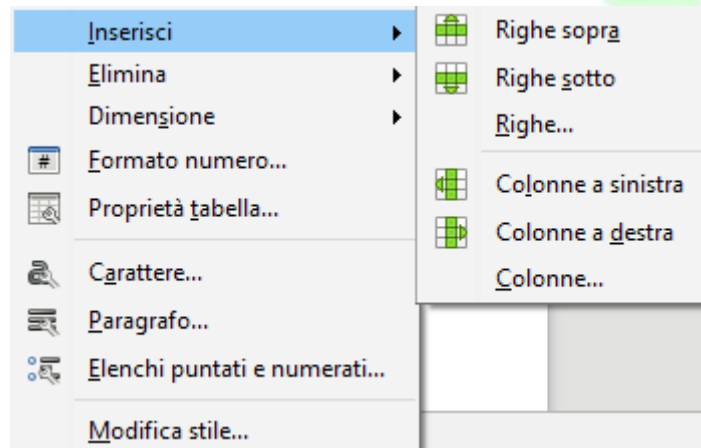 Inserisci
Elimina
Dimensione
Formato numero...
Proprietà tabella...
Carattere...
Paragrafo...
Elenchi puntati e numerati...
Modifica stile...
Righe sopra
Righe sotto
Righe...
Colonne a sinistra
Colonne a destra
Colonne...